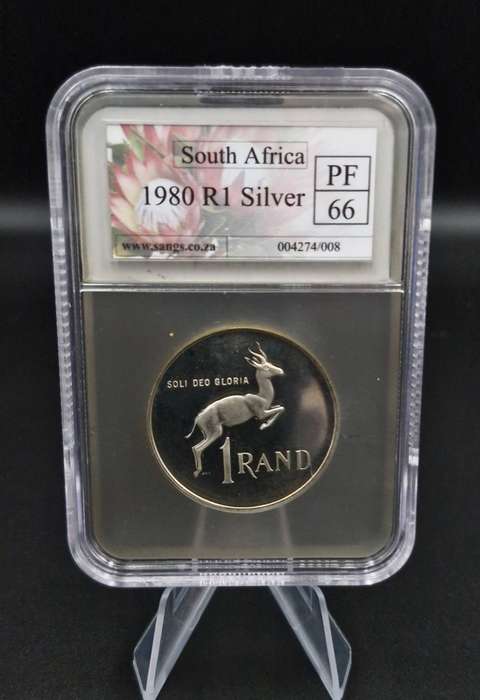 South Africa
PF
1980 R1 Silver
66
www.sangs.co.za
004274/008
SOLI DEO GLORIA
1 RAND